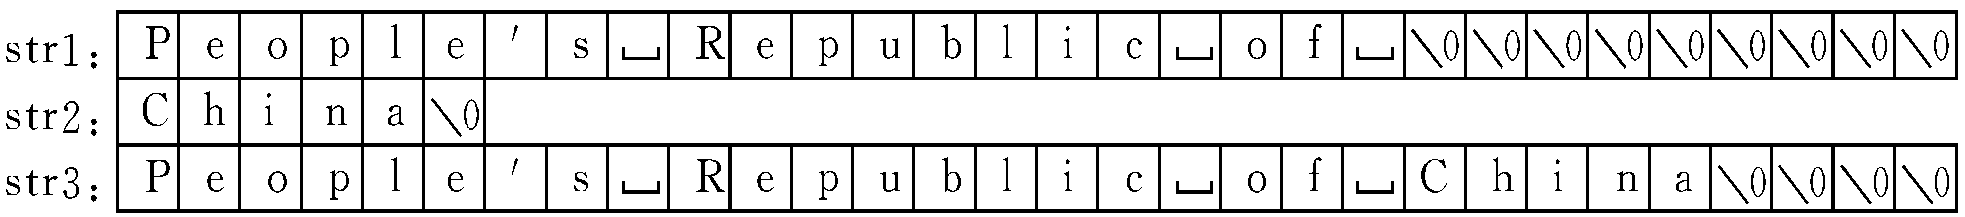 str1: P e o p l e ' s ␣ R e p u b l i c ␣ o f ␣ \0 \0 \0 \0 \0 \0 \0 \0 \0
str2: C h i n a \0
str3: P e o p l e ' s ␣ R e p u b l i c ␣ o f ␣ C h i n a \0 \0 \0 \0